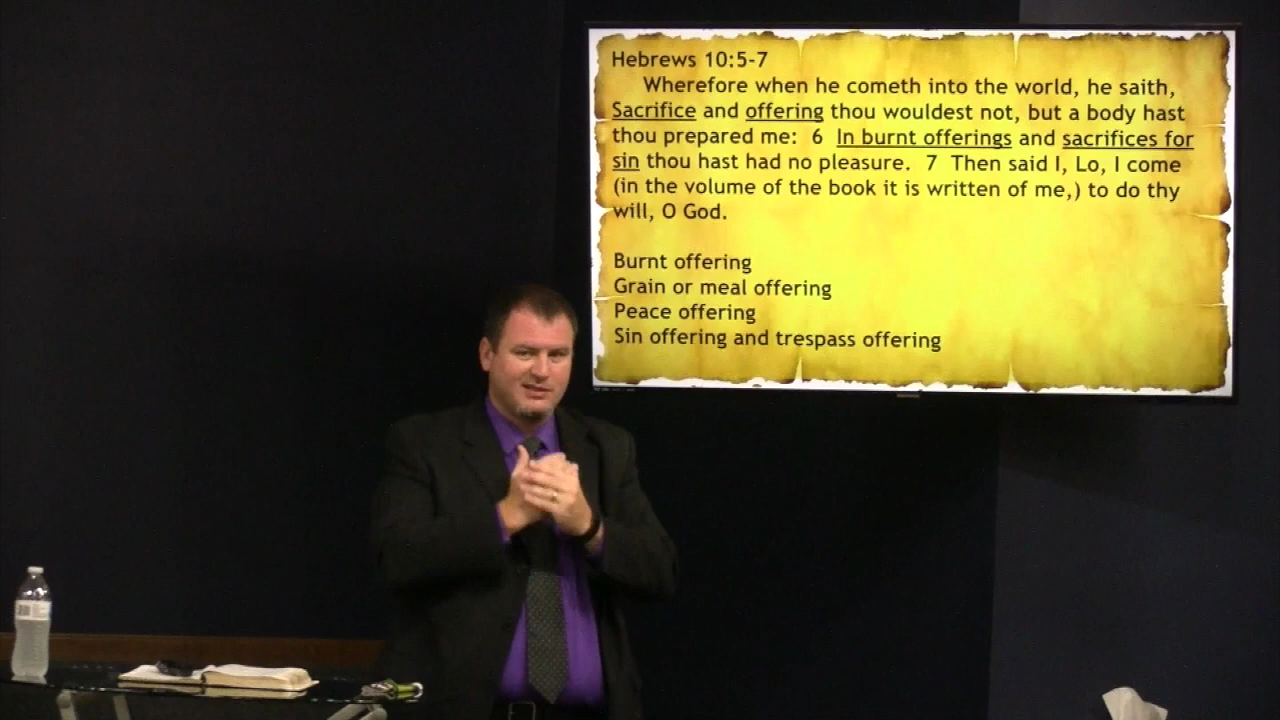 Hebrews 10:5-7
Wherefore when he cometh into the world, he saith,
Sacrifice and offering thou wouldest not, but a body hast
thou prepared me: 6 In burnt offerings and sacrifices for
sin thou hast had no pleasure. 7 Then said I, Lo, I come
(in the volume of the book it is written of me,) to do thy
will, O God.
Burnt offering
Grain or meal offering
Peace offering
Sin offering and trespass offering